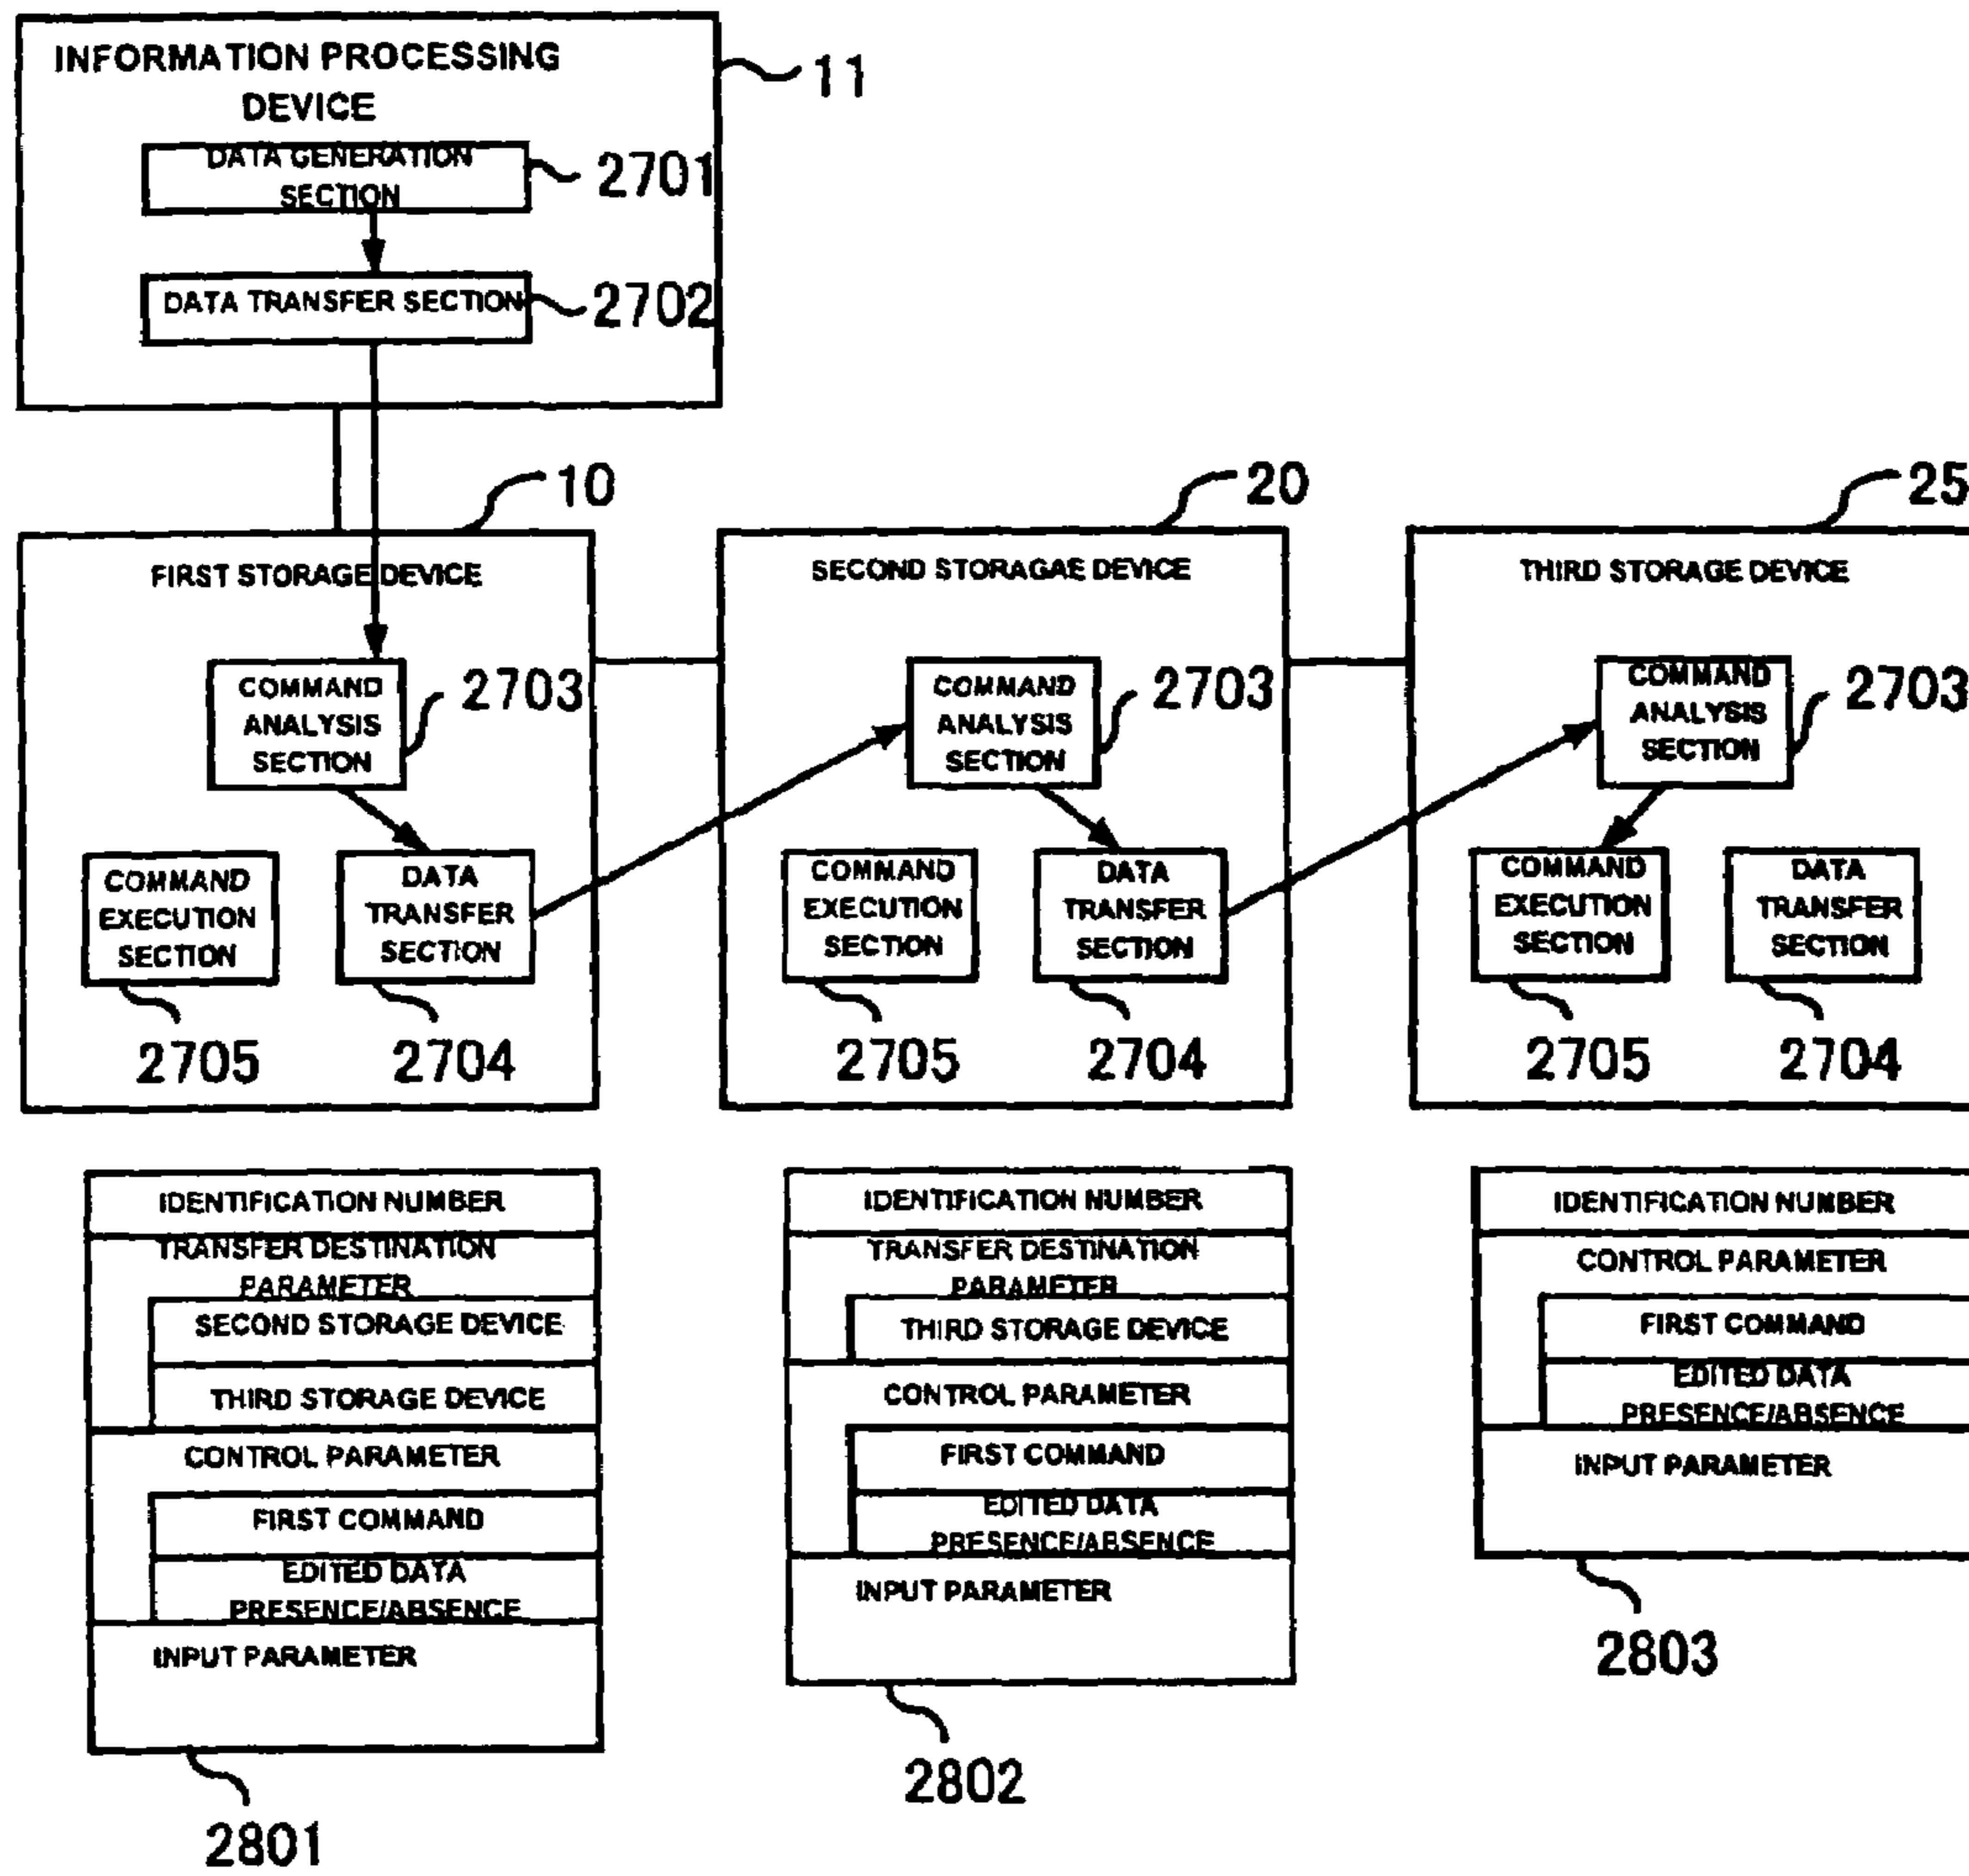 INFORMATION PROCESSING
DEVICE
11
DATA GENERATION
SECTION
2701
DATA TRANSFER SECTION
2702
10
20
25
FIRST STORAGE DEVICE
SECOND STORAGAE DEVICE
THIRD STORAGE DEVICE
COMMAND
ANALYSIS
SECTION
2703
COMMAND
ANALYSIS
SECTION
2703
COMMAND
ANALYSIS
SECTION
2703
COMMAND
EXECUTION
SECTION
DATA
TRANSFER
SECTION
COMMAND
EXECUTION
SECTION
DATA
TRANSFER
SECTION
COMMAND
EXECUTION
SECTION
DATA
TRANSFER
SECTION
2705
2704
2705
2704
2705
2704
IDENTIFICATION NUMBER
TRANSFER DESTINATION
PARAMETER
SECOND STORAGE DEVICE
THIRD STORAGE DEVICE
CONTROL PARAMETER
FIRST COMMAND
EDITED DATA
PRESENCE/ABSENCE
INPUT PARAMETER
2801
IDENTIFICATION NUMBER
TRANSFER DESTINATION
PARAMETER
THIRD STORAGE DEVICE
CONTROL PARAMETER
FIRST COMMAND
EDITED DATA
PRESENCE/ABSENCE
INPUT PARAMETER
2802
IDENTIFICATION NUMBER
CONTROL PARAMETER
FIRST COMMAND
EDITED DATA
PRESENCE/ABSENCE
INPUT PARAMETER
2803